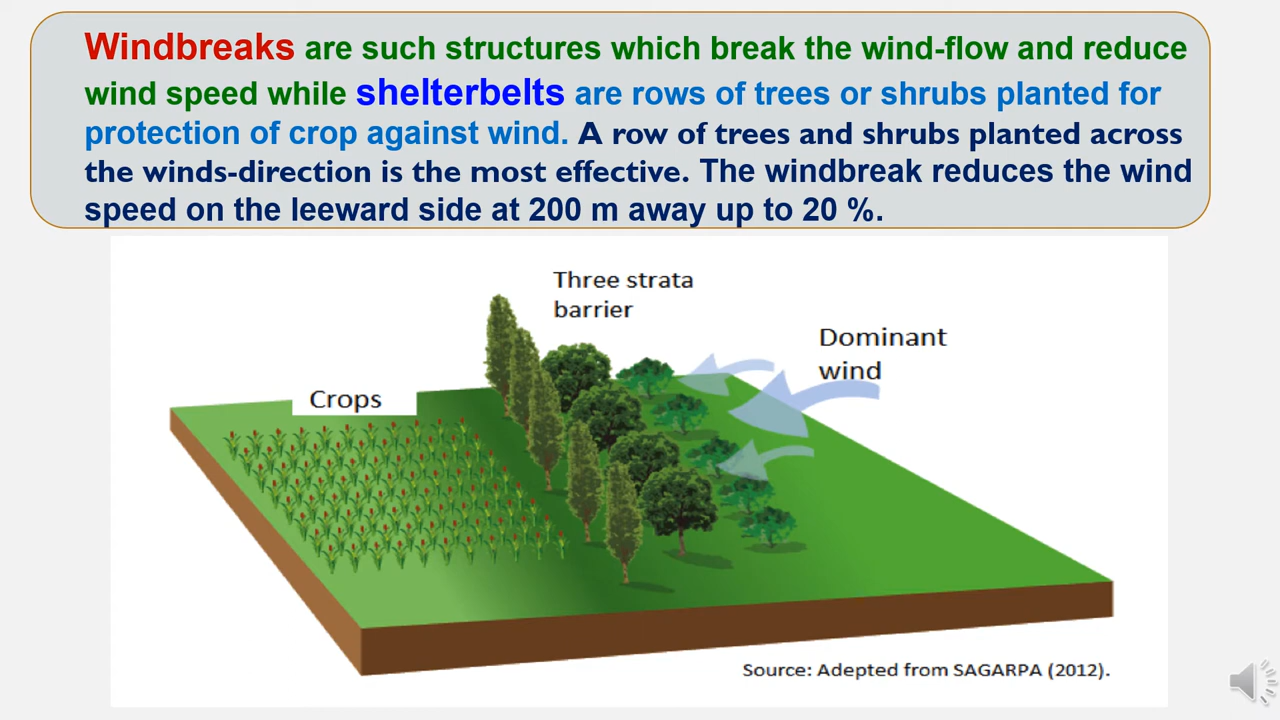 Windbreaks are such structures which break the wind-flow and reduce
wind speed while shelterbelts are rows of trees or shrubs planted for
protection of crop against wind. A row of trees and shrubs planted across
the winds-direction is the most effective. The windbreak reduces the wind
speed on the leeward side at 200 m away up to 20 %.
Three strata
barrier
Dominant
wind
Crops
Source: Adepted from SAGARPA (2012).